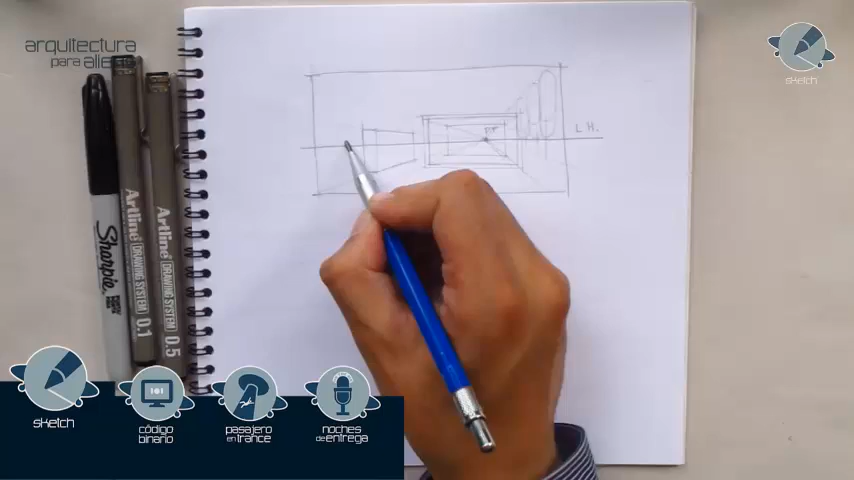 arquitectura
para aliens
sketch
L H.
Sharpie
Artline
DRAWING SYSTEM
0.1
Artline
DRAWING SYSTEM
0.5
sketch
código
binario
pasajero
en trance
noches
de entrega